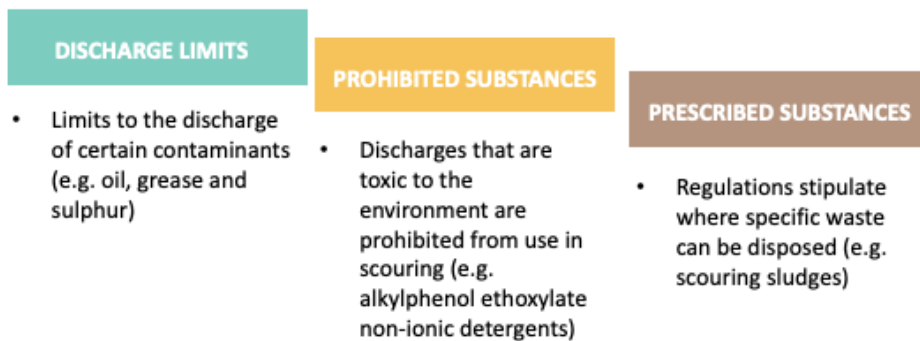 DISCHARGE LIMITS
• Limits to the discharge
of certain contaminants
(e.g. oil, grease and
sulphur)
PROHIBITED SUBSTANCES
• Discharges that are
toxic to the
environment are
prohibited from use in
scouring (e.g.
alkylphenol ethoxylate
non-ionic detergents)
PRESCRIBED SUBSTANCES
• Regulations stipulate
where specific waste
can be disposed (e.g.
scouring sludges)